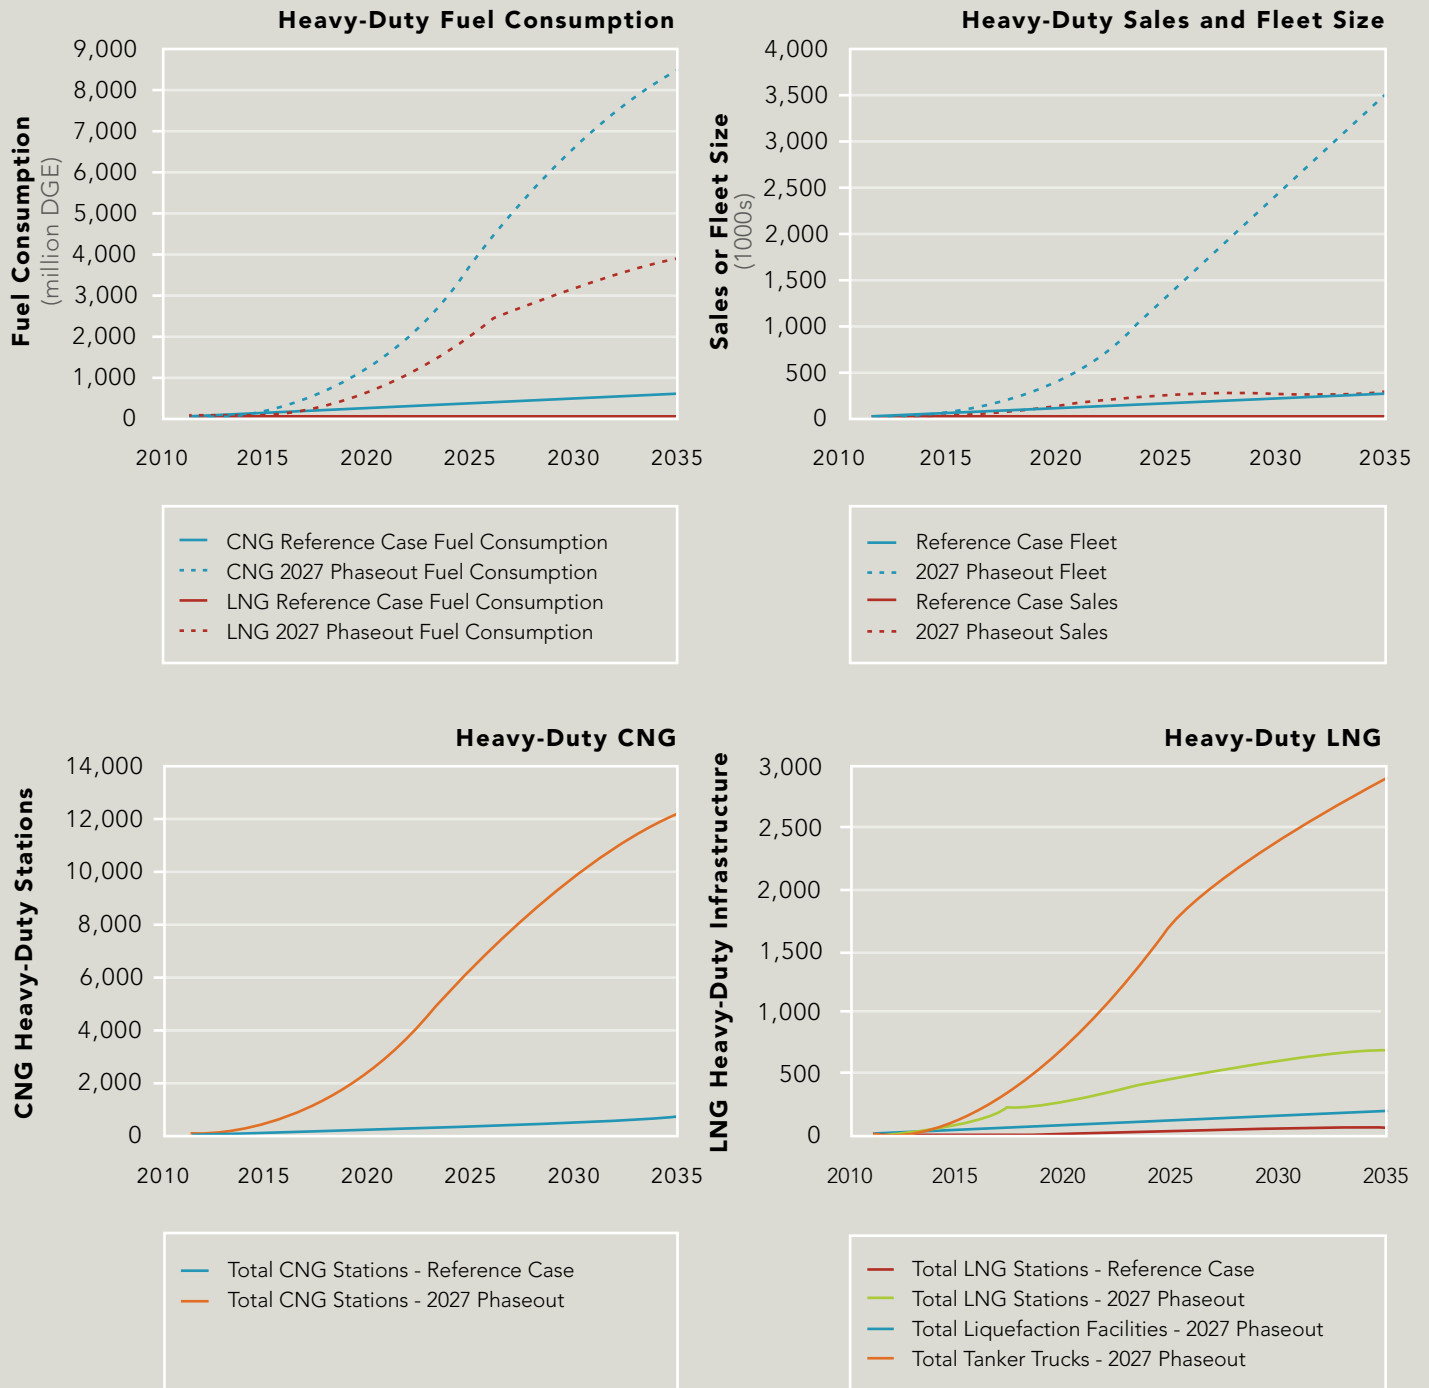 Heavy-Duty Fuel Consumption
Fuel Consumption
(million DGE)
9,000
8,000
7,000
6,000
5,000
4,000
3,000
2,000
1,000
0
2010 2015 2020 2025 2030 2035
CNG Reference Case Fuel Consumption
CNG 2027 Phaseout Fuel Consumption
LNG Reference Case Fuel Consumption
LNG 2027 Phaseout Fuel Consumption
Heavy-Duty Sales and Fleet Size
Sales or Fleet Size
(1000s)
4,000
3,500
3,000
2,500
2,000
1,500
1,000
500
0
2010 2015 2020 2025 2030 2035
Reference Case Fleet
2027 Phaseout Fleet
Reference Case Sales
2027 Phaseout Sales
Heavy-Duty CNG
CNG Heavy-Duty Stations
14,000
12,000
10,000
8,000
6,000
4,000
2,000
0
2010 2015 2020 2025 2030 2035
Total CNG Stations - Reference Case
Total CNG Stations - 2027 Phaseout
Heavy-Duty LNG
LNG Heavy-Duty Infrastructure
3,000
2,500
2,000
1,500
1,000
500
0
2010 2015 2020 2025 2030 2035
Total LNG Stations - Reference Case
Total LNG Stations - 2027 Phaseout
Total Liquefaction Facilities - 2027 Phaseout
Total Tanker Trucks - 2027 Phaseout